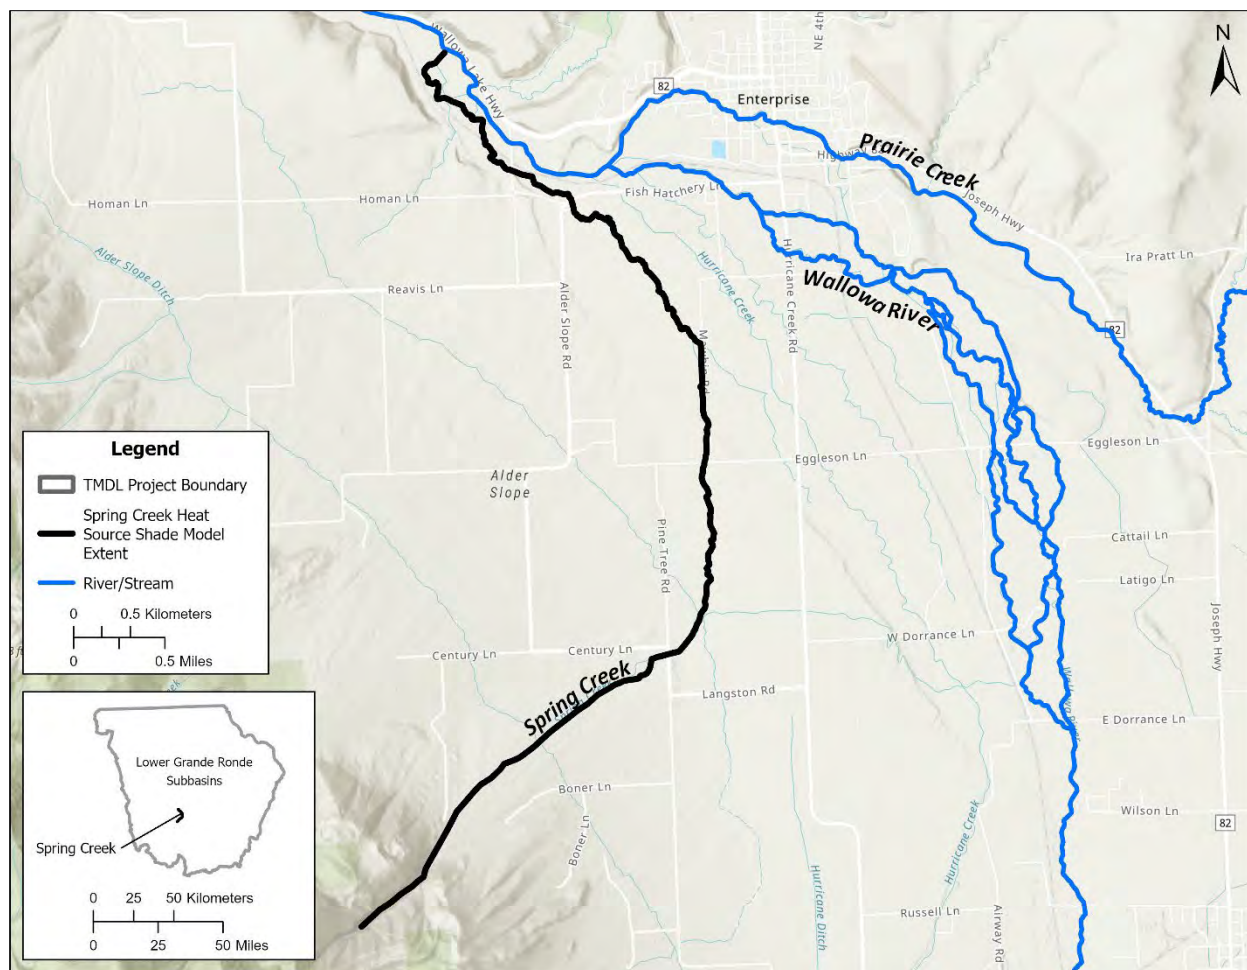 N
NE 4th
Wallowa Lake Hwy
82
Enterprise
Prairie Creek
Joseph Hwy
Fish Hatchery Ln
Homan Ln
Homan Ln
Ira Pratt Ln
Alder Slope Ditch
Hurricane Creek
Hurricane Creek Rd
Wallowa River
Reavis Ln
Alder Slope Rd
82
Eggleson Ln
Eggleson Ln
Alder
Slope
Pine Tree Rd
Cattail Ln
Latigo Ln
Joseph Hwy
W Dorrance Ln
Century Ln
Century Ln
Spring Creek
Langston Rd
Wallowa River
E Dorrance Ln
Boner Ln
Boner Ln
Hurricane Creek
Wilson Ln
82
Hurricane Ditch
Airway Rd
Russell Ln
Legend
TMDL Project Boundary
Spring Creek Heat
Source Shade Model
Extent
River/Stream
0 0.5 Kilometers
0 0.5 Miles
Creek
Lower Grande Ronde
Subbasins
Spring Creek
0 25 50 Kilometers
0 25 50 Miles